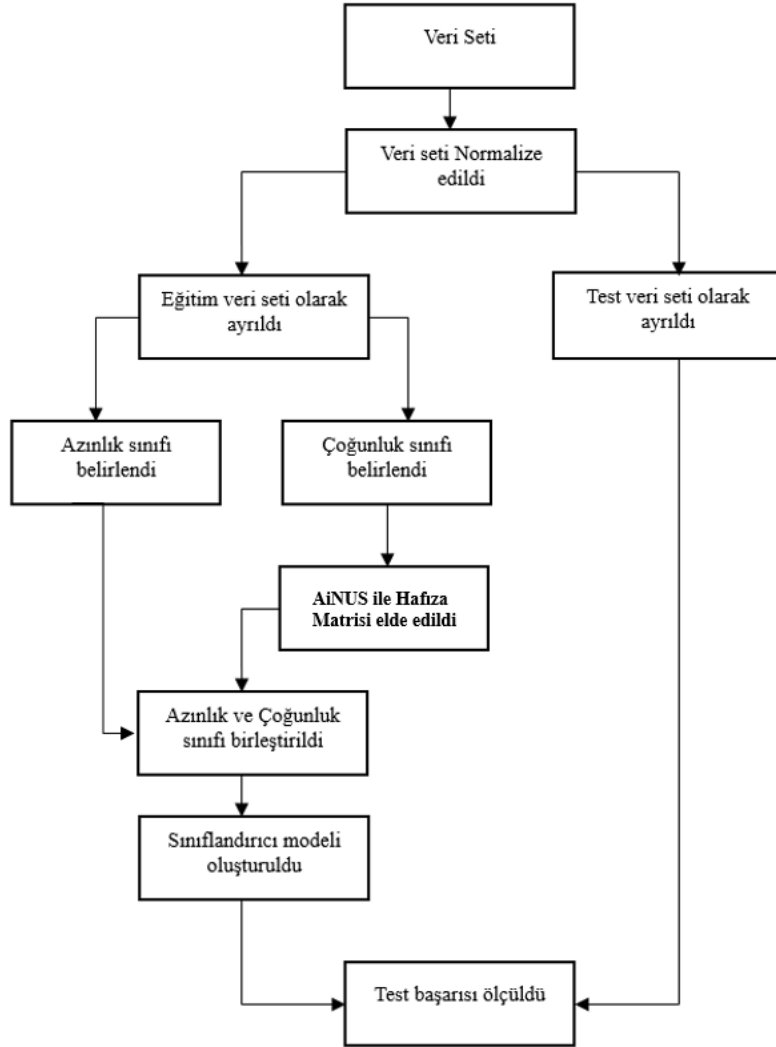 Veri Seti
Veri seti Normalize
edildi
Eğitim veri seti olarak
ayrıldı
Test veri seti olarak
ayrıldı
Azınlık sınıfı
belirlendi
Çoğunluk sınıfı
belirlendi
AiNUS ile Hafıza
Matrisi elde edildi
Azınlık ve Çoğunluk
sınıfı birleştirildi
Sınıflandırıcı modeli
oluşturuldu
Test başarısı ölçüldü